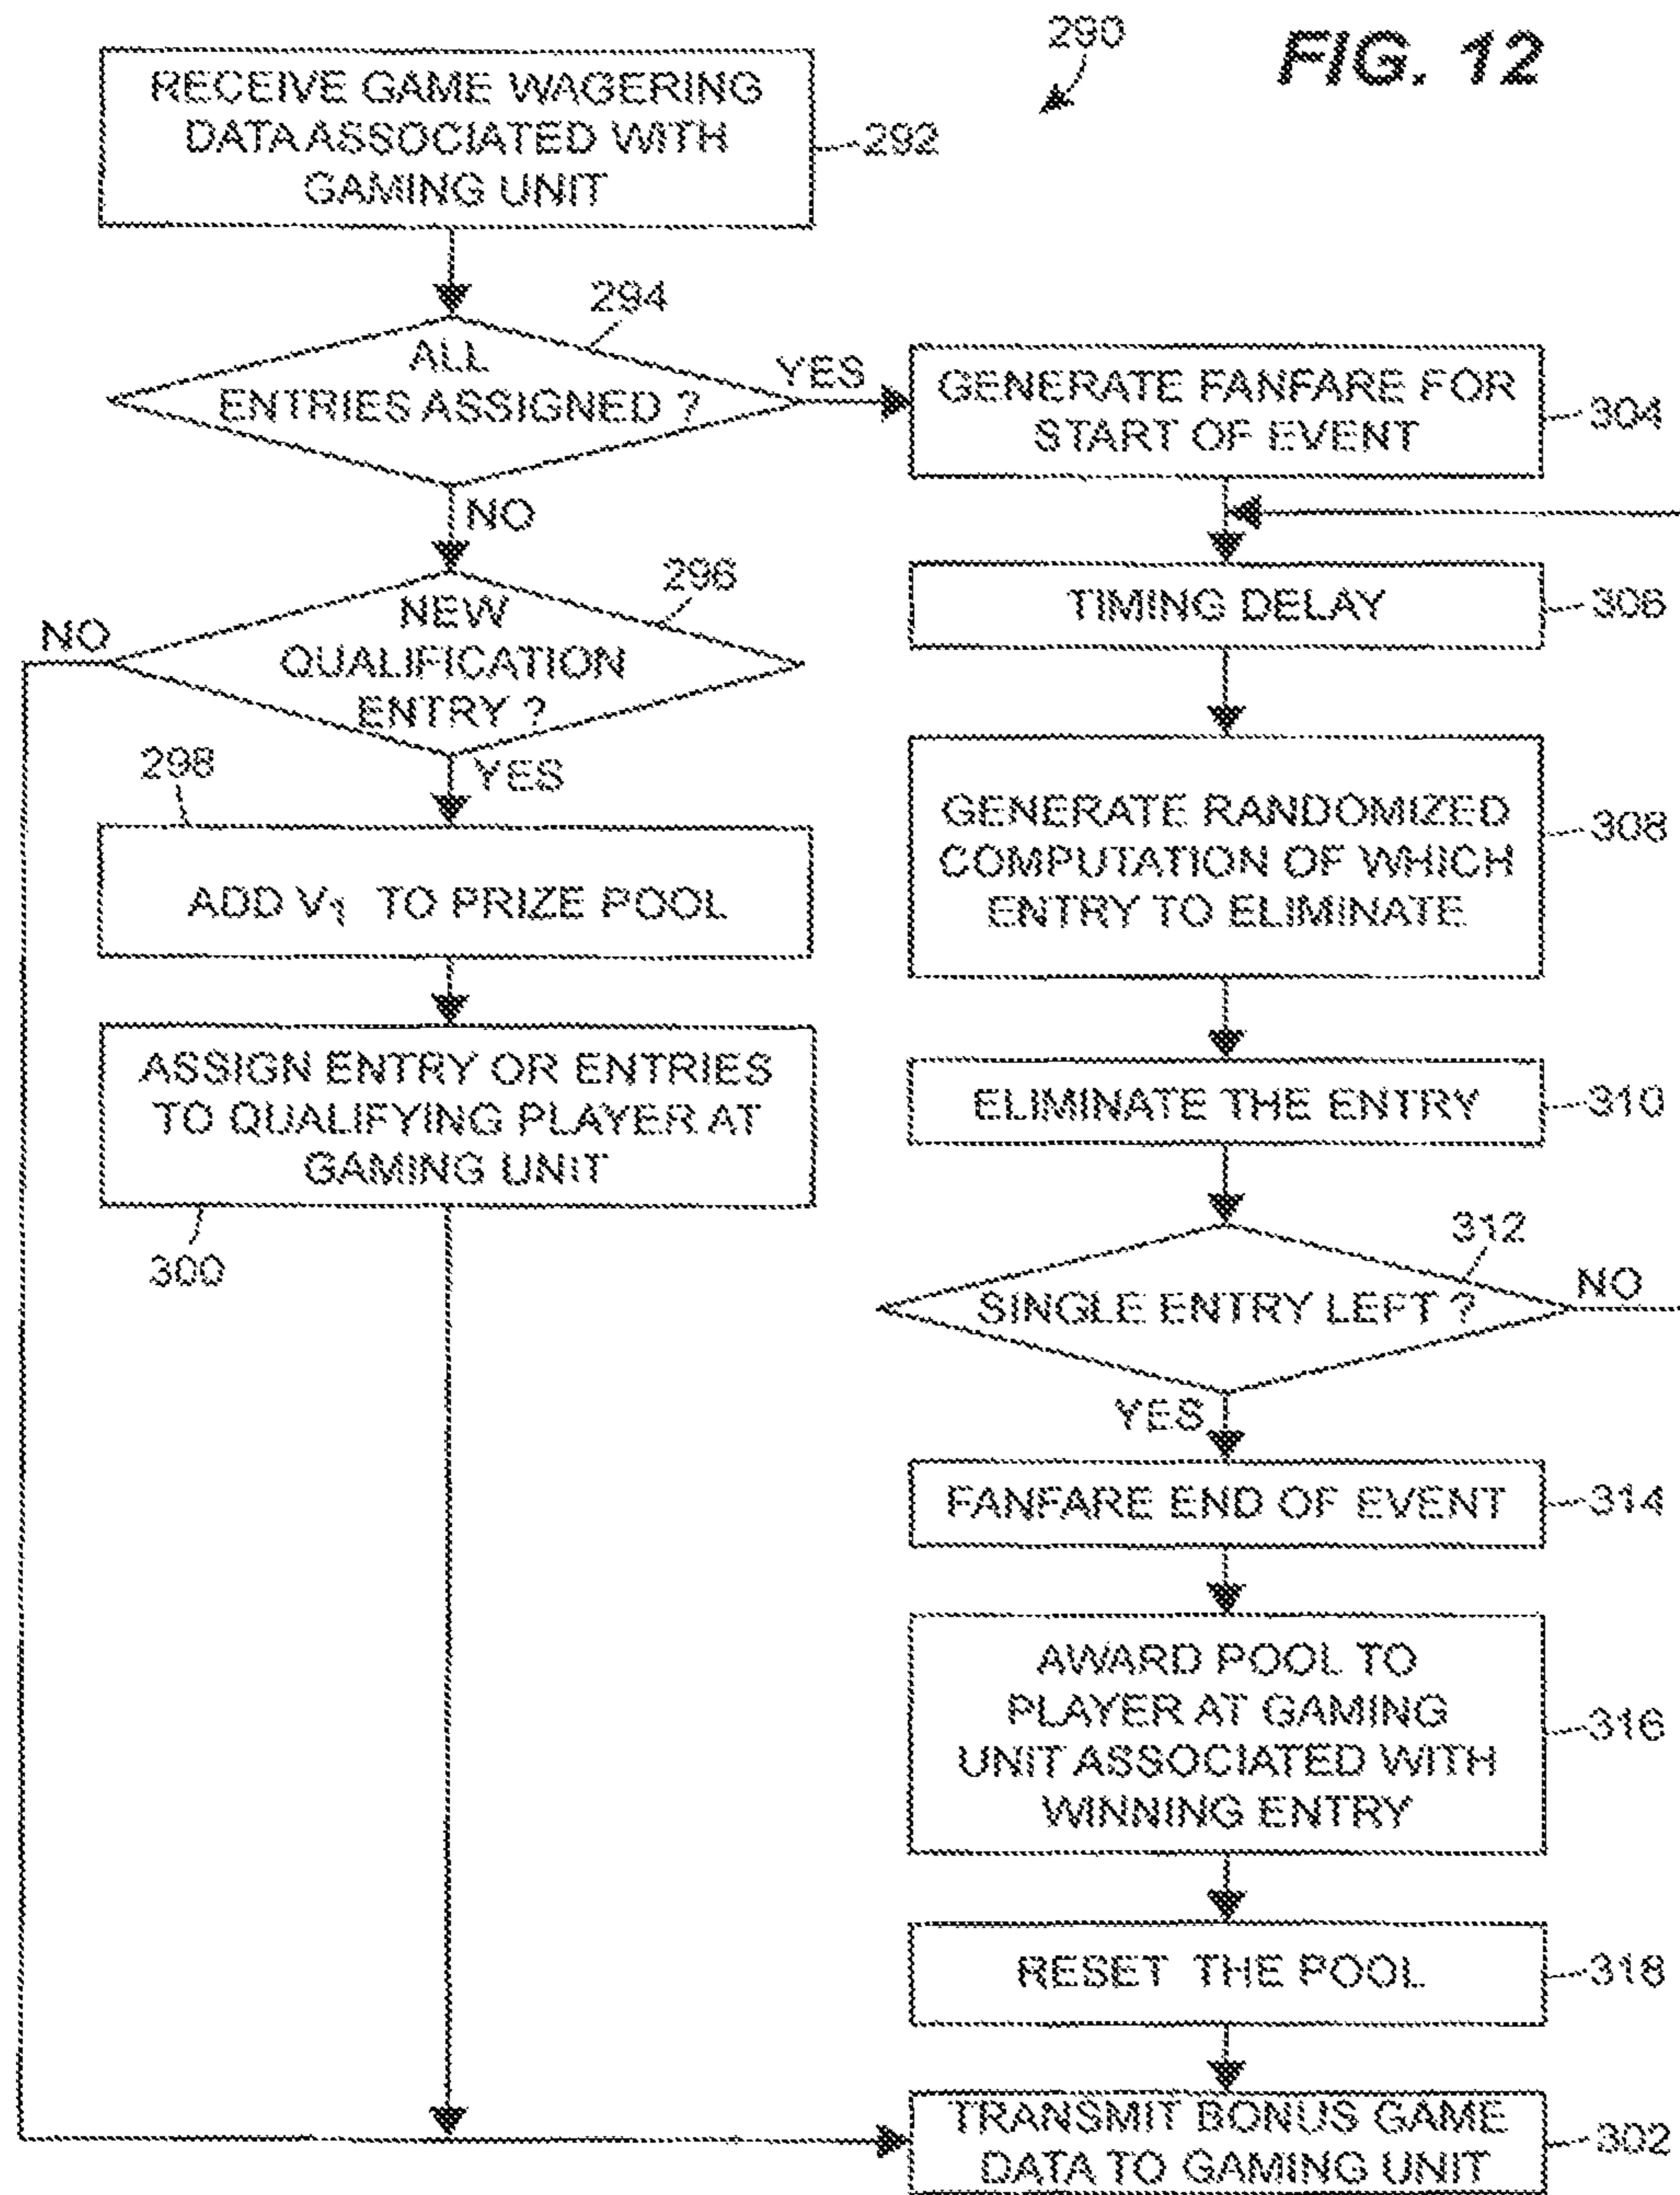 290
FIG. 12
RECEIVE GAME WAGERING
DATA ASSOCIATED WITH
GAMING UNIT
292
294
ALL
ENTRIES ASSIGNED ?
YES
NO
296
NEW
QUALIFICATION
ENTRY ?
NO
YES
298
ADD V1 TO PRIZE POOL
ASSIGN ENTRY OR ENTRIES
TO QUALIFYING PLAYER AT
GAMING UNIT
300
GENERATE FANFARE FOR
START OF EVENT
304
TIMING DELAY
306
GENERATE RANDOMIZED
COMPUTATION OF WHICH
ENTRY TO ELIMINATE
308
ELIMINATE THE ENTRY
310
312
SINGLE ENTRY LEFT ?
NO
YES
FANFARE END OF EVENT
314
AWARD POOL TO
PLAYER AT GAMING
UNIT ASSOCIATED WITH
WINNING ENTRY
316
RESET THE POOL
318
TRANSMIT BONUS GAME
DATA TO GAMING UNIT
302